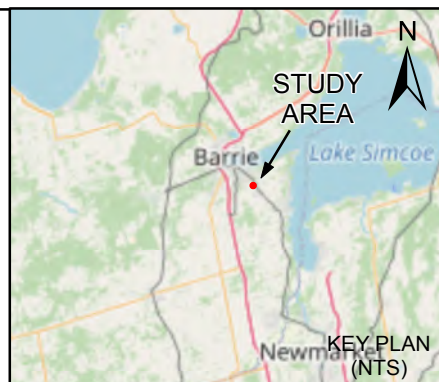 Orillia
N
STUDY
AREA
Barrie
Lake Simcoe
KEY PLAN
Newmarket
(NTS)